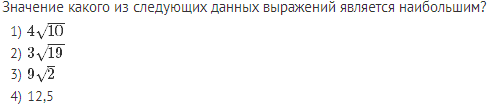 Значение какого из следующих данных выражений является наибольшим?
1) 4√10
2) 3√19
3) 9√2
4) 12,5